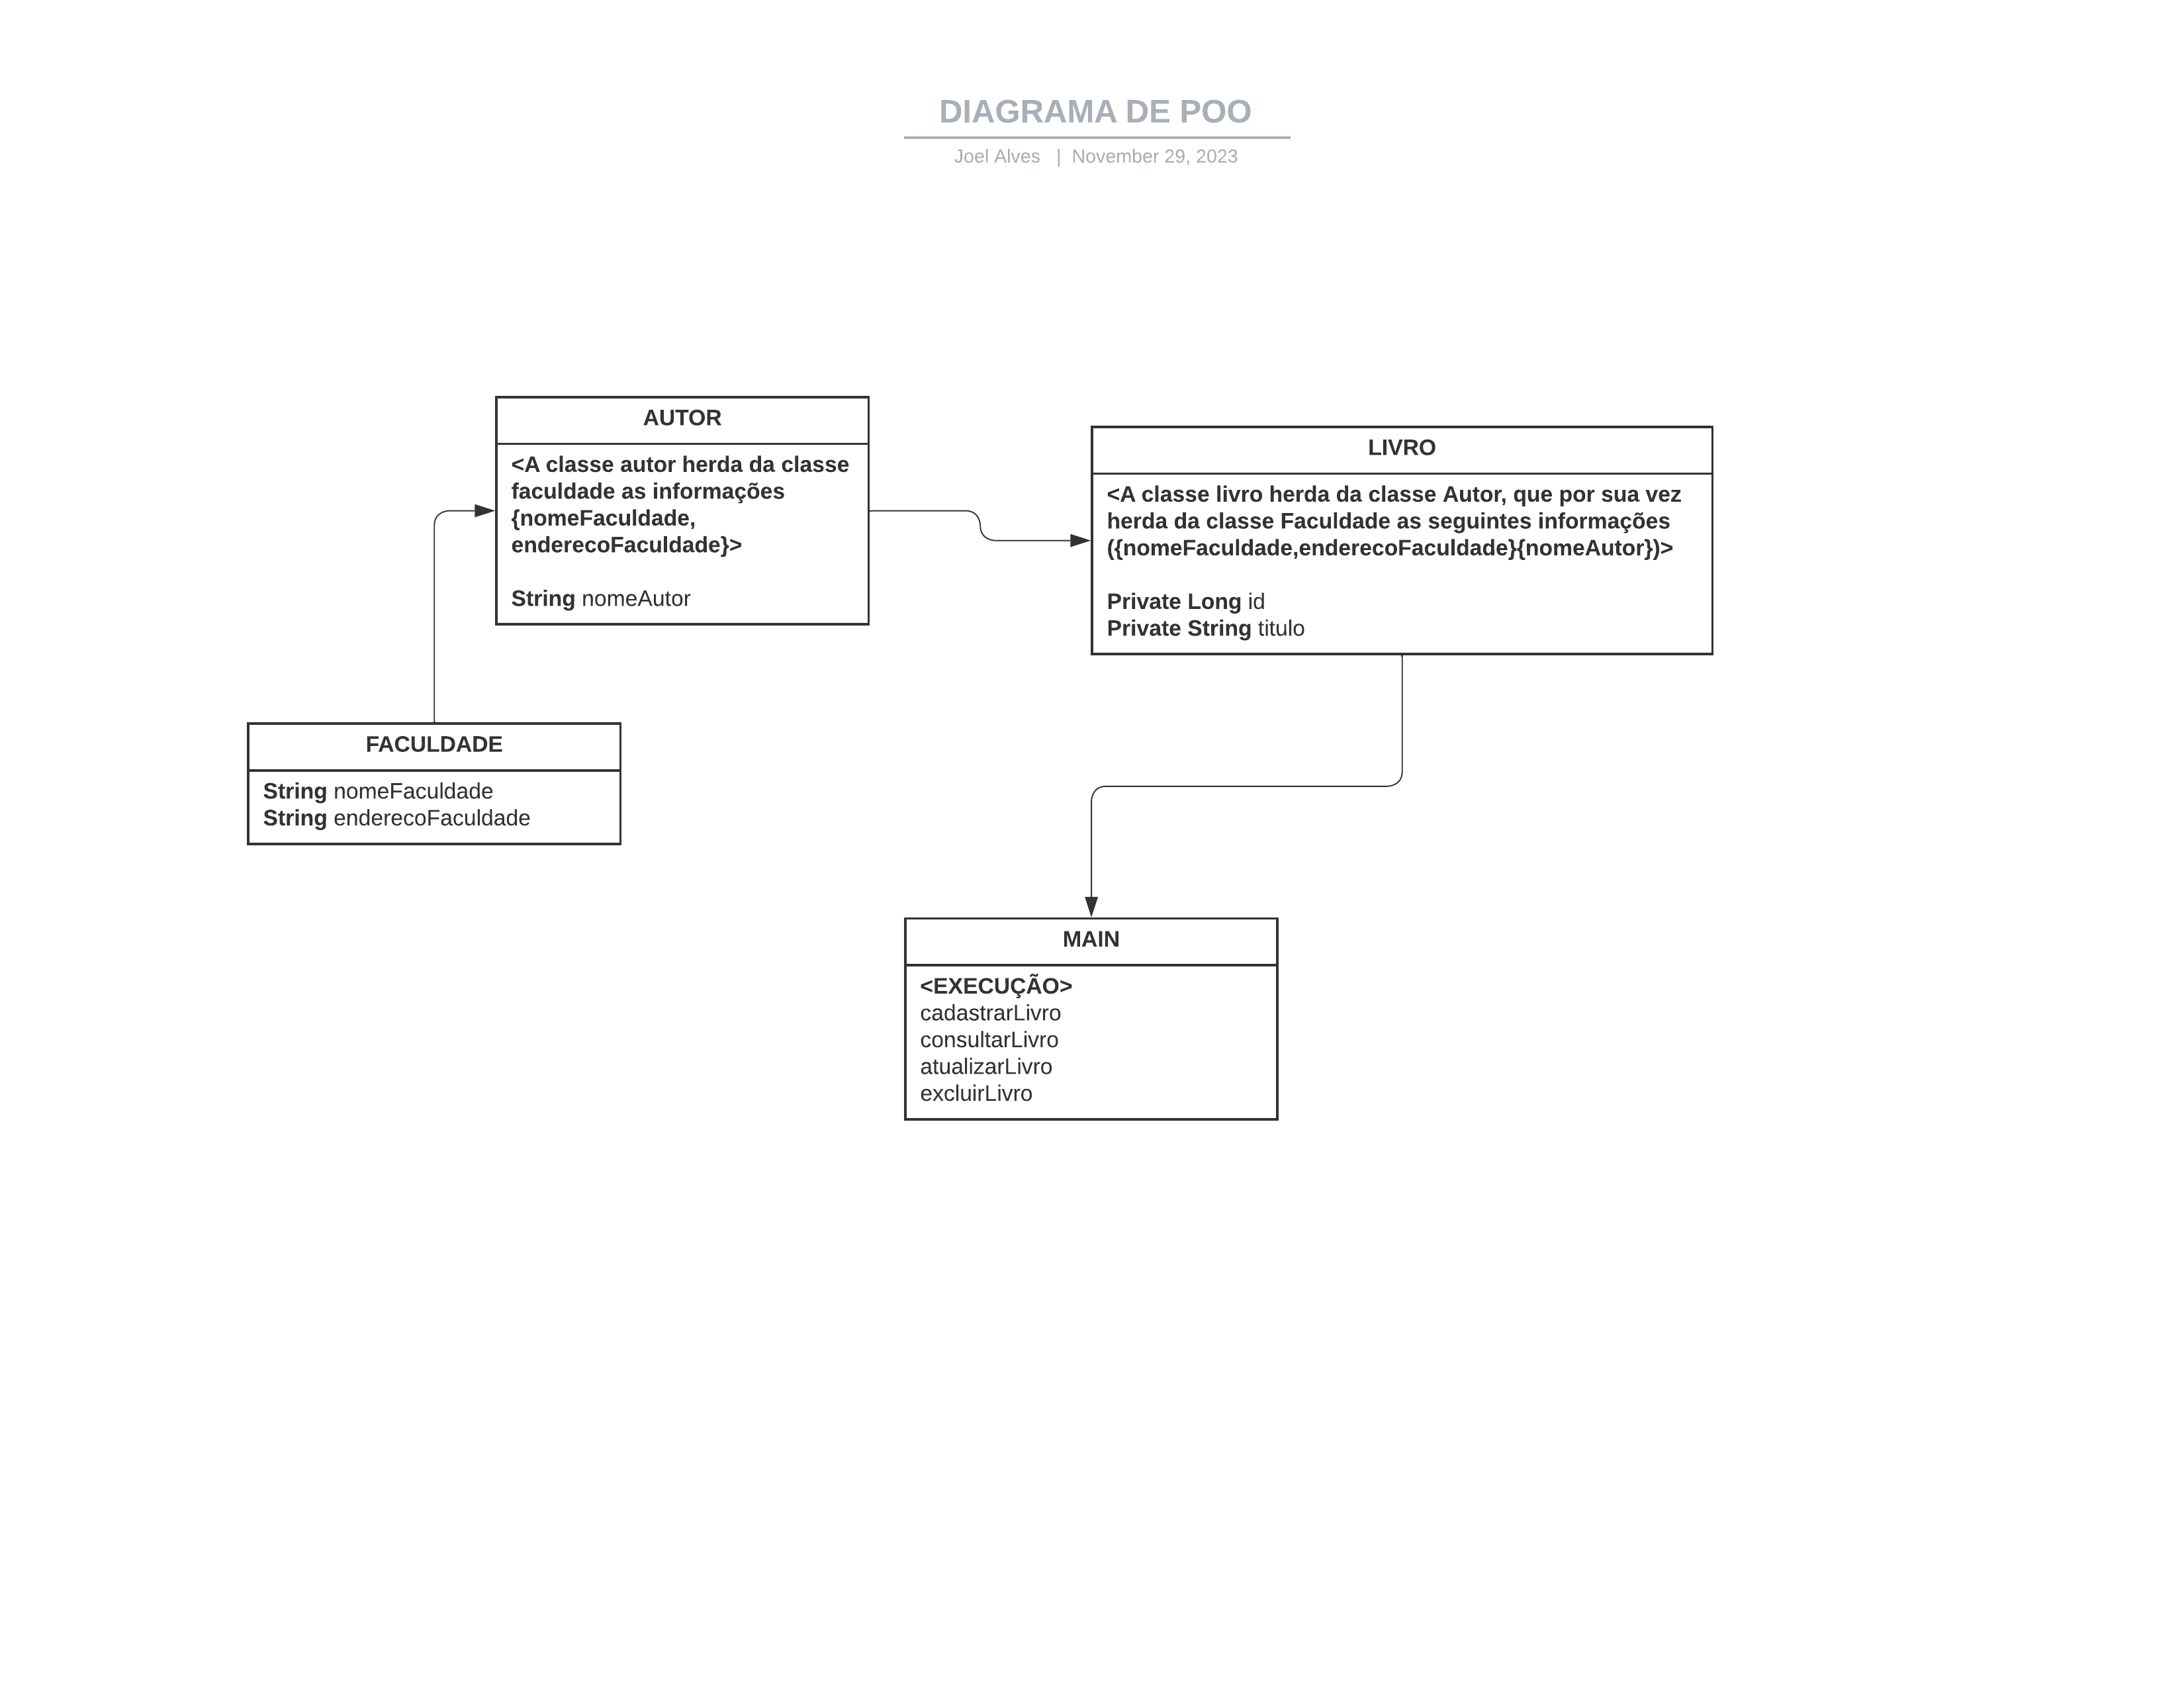 DIAGRAMA DE POO
Joel Alves | November 29, 2023
AUTOR
<A classe autor herda da classe
faculdade as informações
{nomeFaculdade,
enderecoFaculdade}>
String nomeAutor
LIVRO
<A classe livro herda da classe Autor, que por sua vez
herda da classe Faculdade as seguintes informações
({nomeFaculdade,enderecoFaculdade}{nomeAutor})>
Private Long id
Private String titulo
FACULDADE
String nomeFaculdade
String enderecoFaculdade
MAIN
<EXECUÇÃO>
cadastrarLivro
consultarLivro
atualizarLivro
excluirLivro